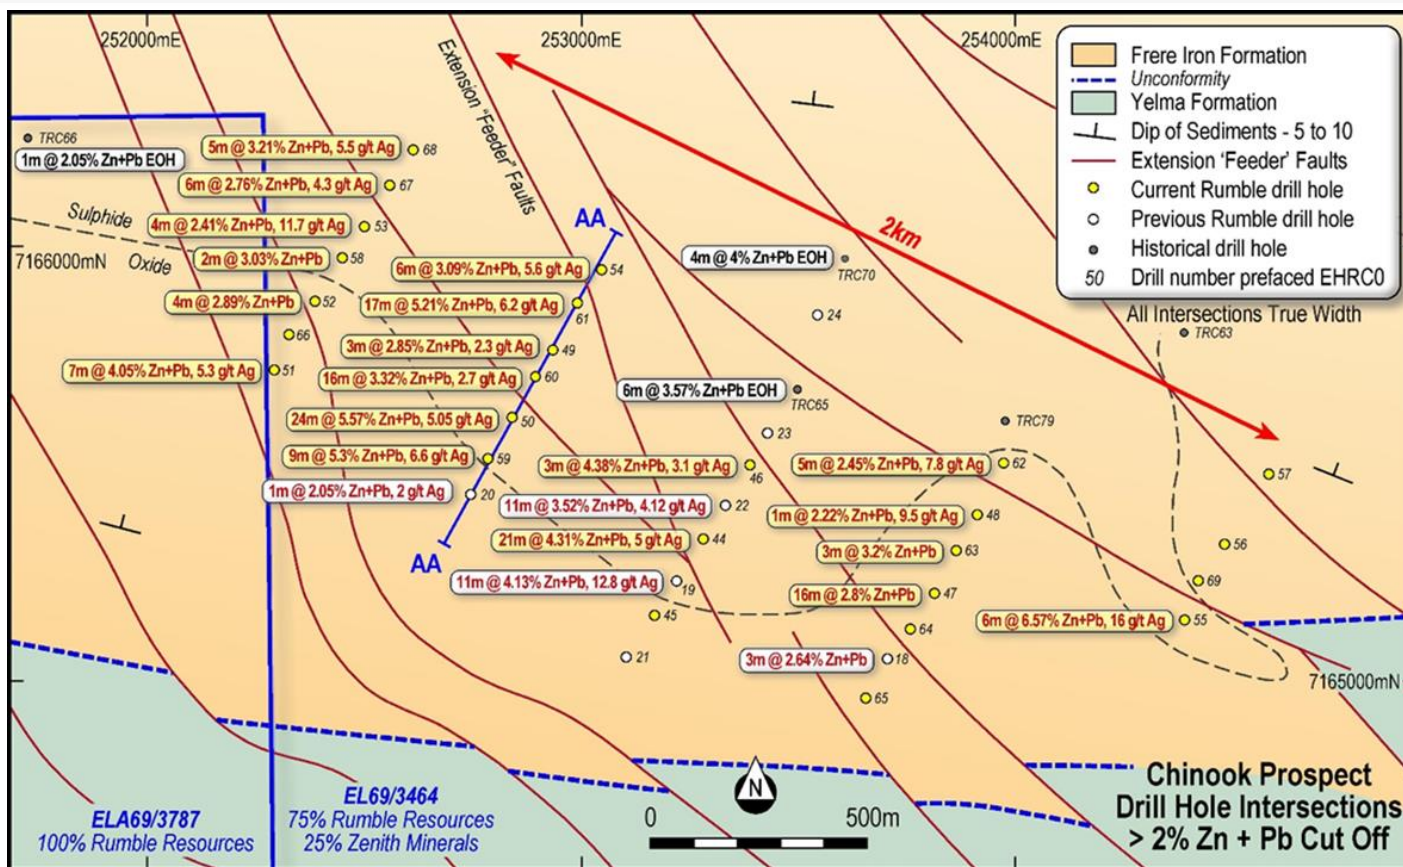 252000mE
253000mE
254000mE
Frere Iron Formation
Unconformity
Yelma Formation
Dip of Sediments - 5 to 10
Extension 'Feeder' Faults
Current Rumble drill hole
Previous Rumble drill hole
Historical drill hole
50 Drill number prefaced EHRC0
All Intersections True Width
Extension "Feeder" Faults
2km
TRC66
1m @ 2.05% Zn+Pb EOH
5m @ 3.21% Zn+Pb, 5.5 g/t Ag
68
6m @ 2.76% Zn+Pb, 4.3 g/t Ag
67
Sulphide
Oxide
4m @ 2.41% Zn+Pb, 11.7 g/t Ag
53
7166000mN
2m @ 3.03% Zn+Pb
58
4m @ 2.89% Zn+Pb
52
66
7m @ 4.05% Zn+Pb, 5.3 g/t Ag
51
AA
6m @ 3.09% Zn+Pb, 5.6 g/t Ag
54
17m @ 5.21% Zn+Pb, 6.2 g/t Ag
61
3m @ 2.85% Zn+Pb, 2.3 g/t Ag
49
16m @ 3.32% Zn+Pb, 2.7 g/t Ag
60
24m @ 5.57% Zn+Pb, 5.05 g/t Ag
50
9m @ 5.3% Zn+Pb, 6.6 g/t Ag
59
1m @ 2.05% Zn+Pb, 2 g/t Ag
20
AA
4m @ 4% Zn+Pb EOH
TRC70
24
6m @ 3.57% Zn+Pb EOH
TRC65
23
3m @ 4.38% Zn+Pb, 3.1 g/t Ag
46
11m @ 3.52% Zn+Pb, 4.12 g/t Ag
22
21m @ 4.31% Zn+Pb, 5 g/t Ag
44
11m @ 4.13% Zn+Pb, 12.8 g/t Ag
19
45
21
TRC63
TRC79
5m @ 2.45% Zn+Pb, 7.8 g/t Ag
62
1m @ 2.22% Zn+Pb, 9.5 g/t Ag
48
3m @ 3.2% Zn+Pb
63
16m @ 2.8% Zn+Pb
47
64
3m @ 2.64% Zn+Pb
18
65
57
56
69
6m @ 6.57% Zn+Pb, 16 g/t Ag
55
7165000mN
ELA69/3787
100% Rumble Resources
EL69/3464
75% Rumble Resources
25% Zenith Minerals
N
0 500m
Chinook Prospect
Drill Hole Intersections
> 2% Zn + Pb Cut Off